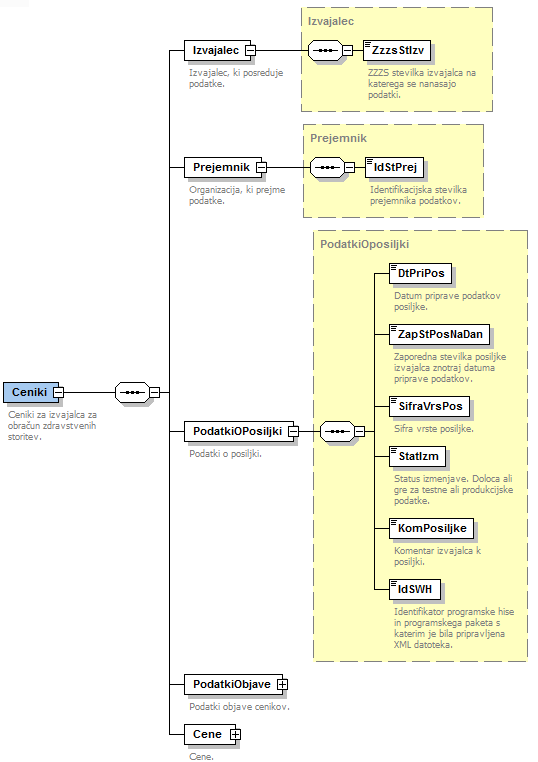 Izvajalec
Izvajalec
ZzzsStIzv
Izvajalec, ki posreduje
podatke.
ZZZS stevilka izvajalca na
katerega se nanasajo
podatki.
Prejemnik
Prejemnik
IdStPrej
Organizacija, ki prejme
podatke.
Identifikacijska stevilka
prejemnika podatkov.
PodatkiOposiljki
DtPriPos
Datum priprave podatkov
posiljke.
ZapStPosNaDan
Zaporedna stevilka posiljke
izvajalca znotraj datuma
priprave podatkov.
Ceniki
Ceniki za izvajalca za
obračun zdravstvenih
storitev.
SifraVrsPos
Sifra vrste posiljke.
PodatkiOPosiljki
Podatki o posiljki.
StatIzm
Status izmenjave. Doloca ali
gre za testne ali produkcijske
podatke.
KomPosiljke
Komentar izvajalca k
posiljki.
IdSWH
Identifikator programske hise
in programskega paketa s
katerim je bila pripravljena
XML datoteka.
PodatkiObjave
Podatki objave cenikov.
Cene
Cene.